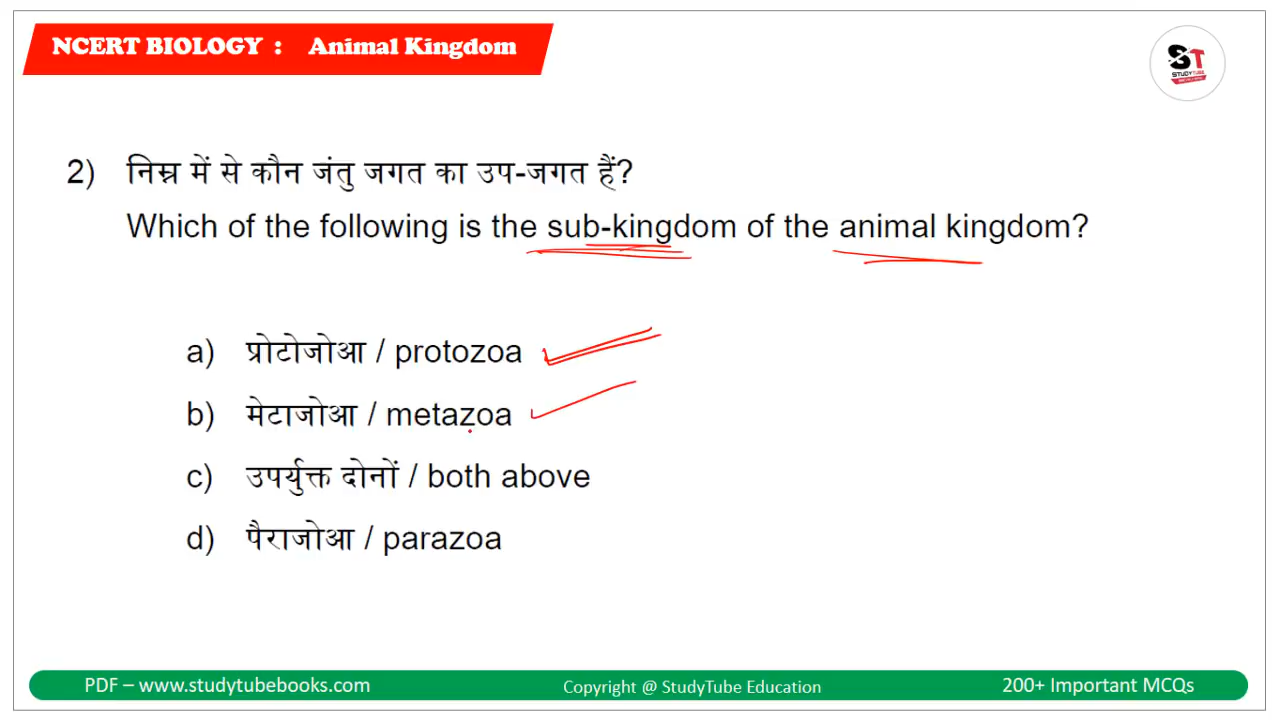 NCERT BIOLOGY : Animal Kingdom
ST
STUDYTUBE
2) निम्न में से कौन जंतु जगत का उप-जगत हैं?
Which of the following is the sub-kingdom of the animal kingdom?
a) प्रोटोजोआ / protozoa
b) मेटाजोआ / metazoa
c) उपर्युक्त दोनों / both above
d) पैराजोआ / parazoa
PDF – www.studytubebooks.com Copyright @ StudyTube Education 200+ Important MCQs